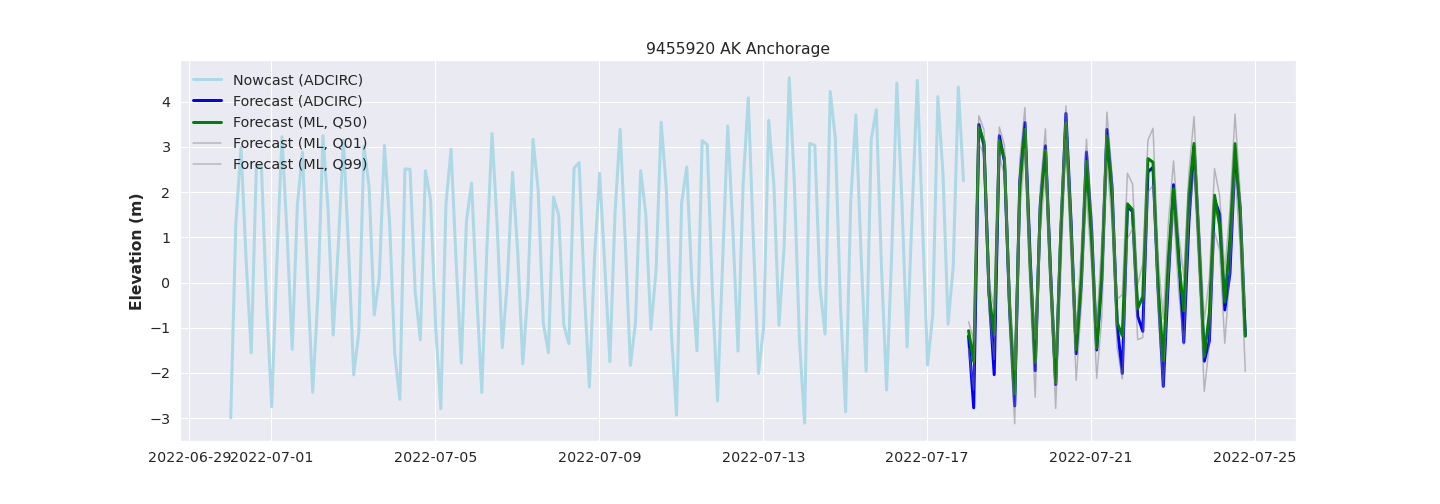 9455920 AK Anchorage
Nowcast (ADCIRC)
Forecast (ADCIRC)
Forecast (ML, Q50)
Forecast (ML, Q01)
Forecast (ML, Q99)
Elevation (m)
4
3
2
1
0
−1
−2
−3
2022-06-29
2022-07-01
2022-07-05
2022-07-09
2022-07-13
2022-07-17
2022-07-21
2022-07-25